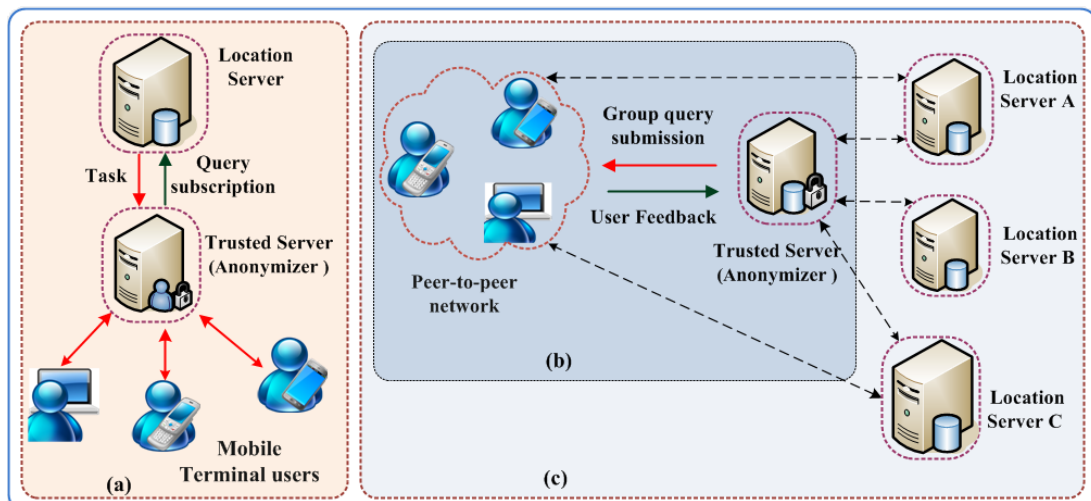 Location
Server
Task
Query
subscription
Trusted Server
(Anonymizer )
Mobile
Terminal users
(a)
Group query
submission
User Feedback
Peer-to-peer
network
Trusted Server
(Anonymizer )
(b)
Location
Server A
Location
Server B
Location
Server C
(c)